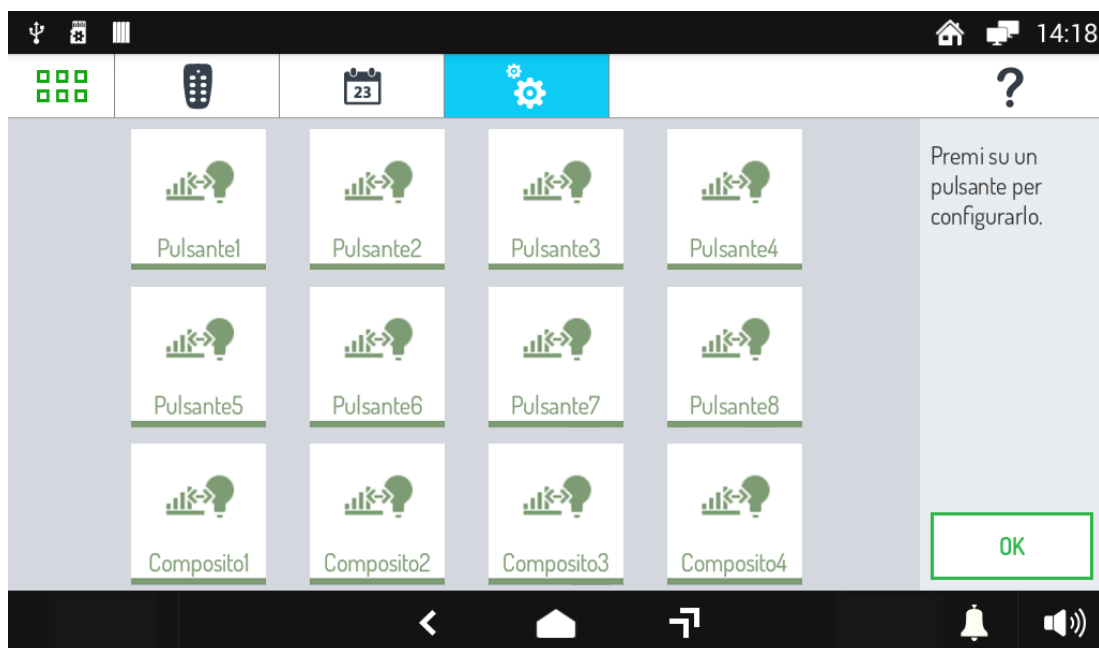 14:18
23
Premi su un
pulsante per
configurarlo.
Pulsante1 Pulsante2 Pulsante3 Pulsante4
Pulsante5 Pulsante6 Pulsante7 Pulsante8
Composito1 Composito2 Composito3 Composito4
OK